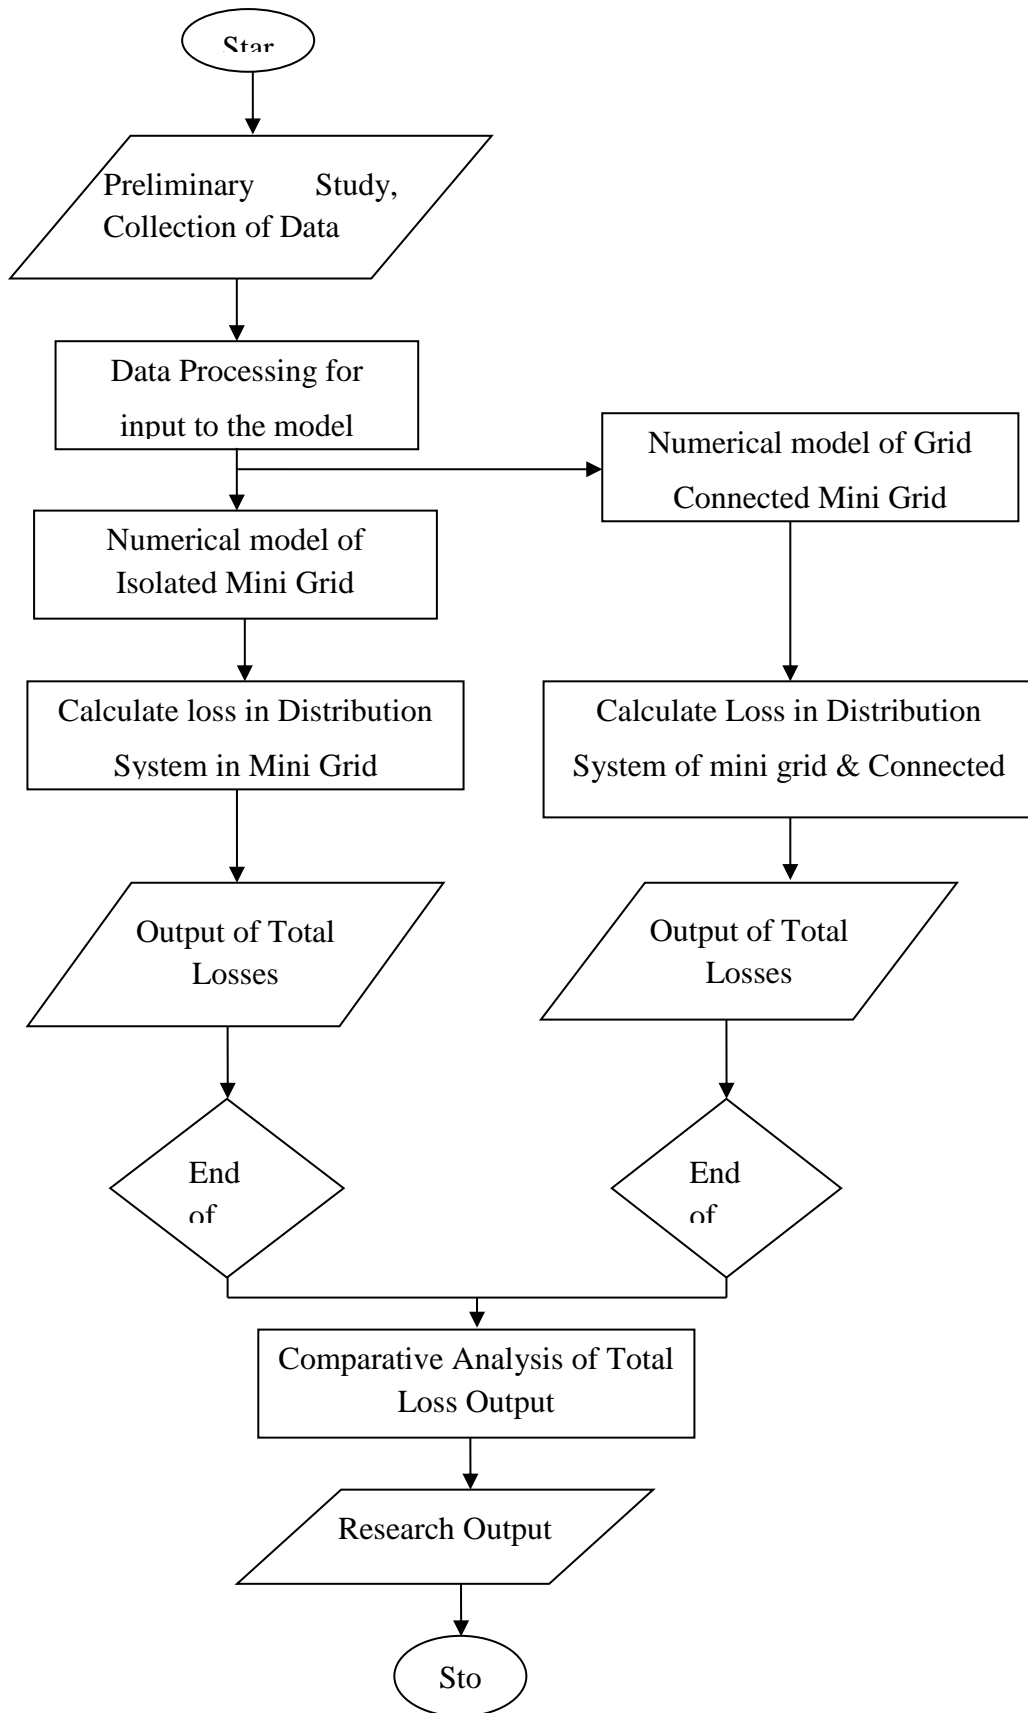 Star
Preliminary Study,
Collection of Data
Data Processing for
input to the model
Numerical model of Grid
Connected Mini Grid
Numerical model of
Isolated Mini Grid
Calculate loss in Distribution
System in Mini Grid
Calculate Loss in Distribution
System of mini grid & Connected
Output of Total
Losses
Output of Total
Losses
End
of
End
of
Comparative Analysis of Total
Loss Output
Research Output
Sto